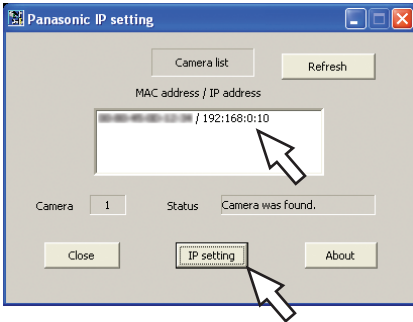 Panasonic IP setting
Camera list
Refresh
MAC address / IP address
/ 192:168:0:10
Camera 1 Status Camera was found.
Close IP setting About